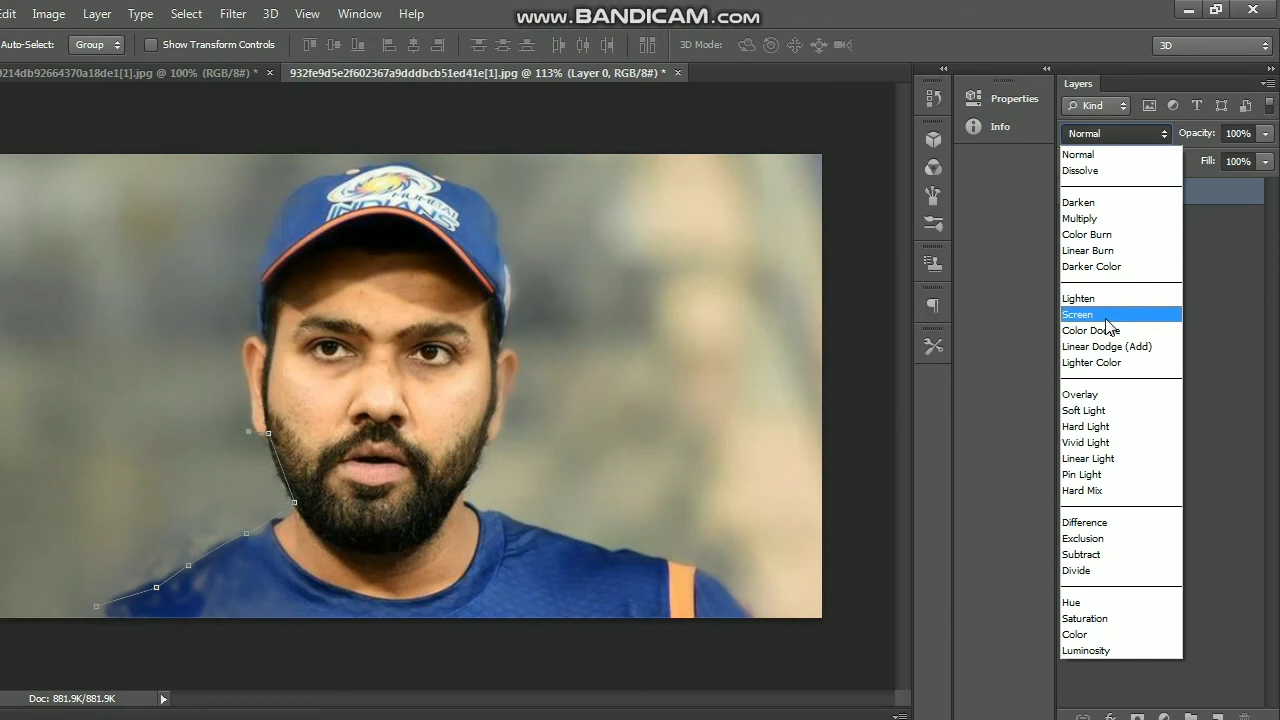 www.BANDICAM.com
Edit Image Layer Type Select Filter 3D View Window Help
Auto-Select: Group Show Transform Controls 3D Mode: 3D
0214db92664370a18de1[1].jpg @ 100% (RGB/8#) * × 932fe9d5e2f602367a9dddbcb51ed41e[1].jpg @ 113% (Layer 0, RGB/8#) * ×
Properties
Info
Layers
Kind
Normal Opacity: 100%
Fill: 100%
Normal
Dissolve
Darken
Multiply
Color Burn
Linear Burn
Darker Color
Lighten
Screen
Color Dodge
Linear Dodge (Add)
Lighter Color
Overlay
Soft Light
Hard Light
Vivid Light
Linear Light
Pin Light
Hard Mix
Difference
Exclusion
Subtract
Divide
Hue
Saturation
Color
Luminosity
MUMBAI
INDIANS
Doc: 881.9K/881.9K